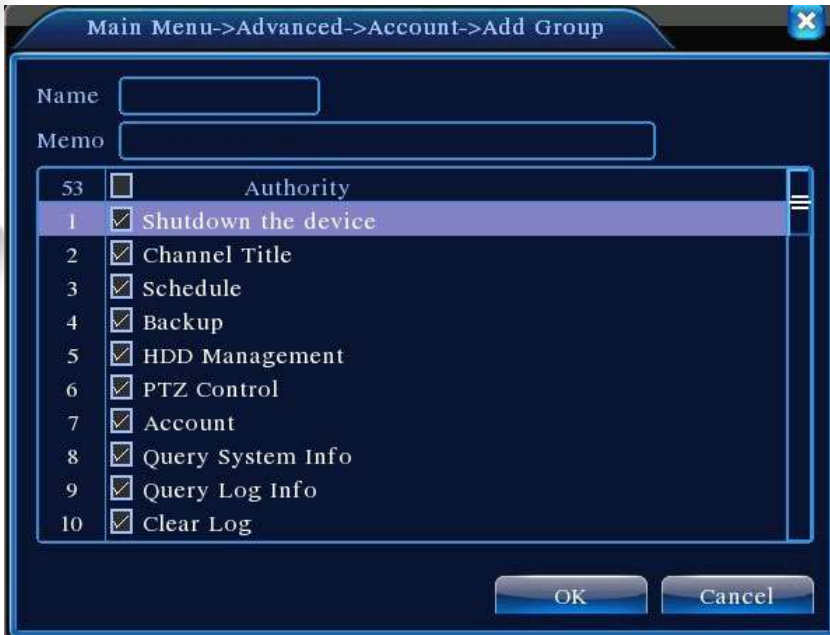 Main Menu->Advanced->Account->Add Group
Name
Memo
53 Authority
1 Shutdown the device
2 Channel Title
3 Schedule
4 Backup
5 HDD Management
6 PTZ Control
7 Account
8 Query System Info
9 Query Log Info
10 Clear Log
OK Cancel